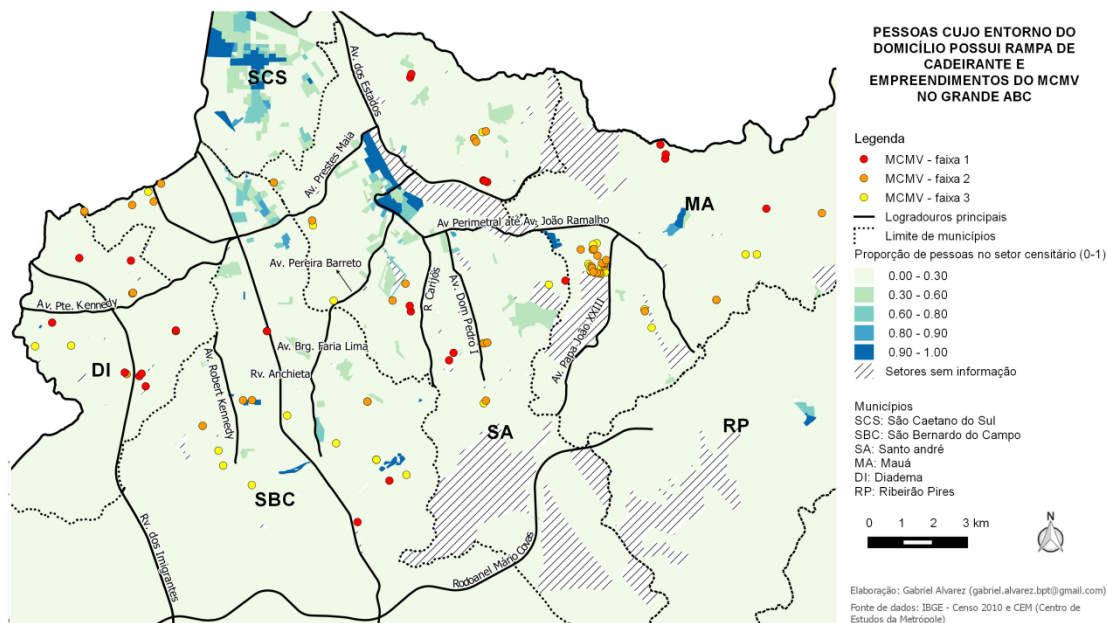 PESSOAS CUJO ENTORNO DO
DOMICÍLIO POSSUI RAMPA DE
CADEIRANTE E
EMPREENDIMENTOS DO MCMV
NO GRANDE ABC
Legenda
MCMV - faixa 1
MCMV - faixa 2
MCMV - faixa 3
Logradouros principais
Limite de municípios
Proporção de pessoas no setor censitário (0-1)
0.00 - 0.30
0.30 - 0.60
0.60 - 0.80
0.80 - 0.90
0.90 - 1.00
Setores sem informação
Municípios
SCS: São Caetano do Sul
SBC: São Bernardo do Campo
SA: Santo andré
MA: Mauá
DI: Diadema
RP: Ribeirão Pires
0 1 2 3 km
N
Elaboração: Gabriel Alvarez (gabriel.alvarez.bpt@gmail.com)
Fonte de dados: IBGE - Censo 2010 e CEM (Centro de
Estudos da Metrópole)
SCS
Av. dos Estados
Av. Prestes Maia
MA
Av Perimetral até Av. João Ramalho
Av. Pereira Barreto
R Carijós
Av. Dom Pedro I
Av. Papa João XXIII
Av. Pte. Kennedy
Av. Brg. Faria Lima
Rv. Anchieta
Av. Robert Kennedy
DI
SA
RP
SBC
Rv. dos Imigrantes
Rodoanel Mário Covas